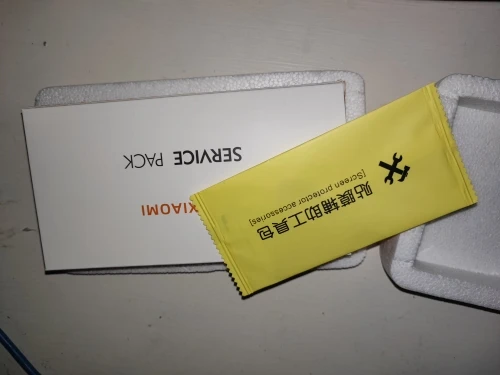 XIAOMI
SERVICE PACK
贴膜辅助工具包
[Screen protector accessories]